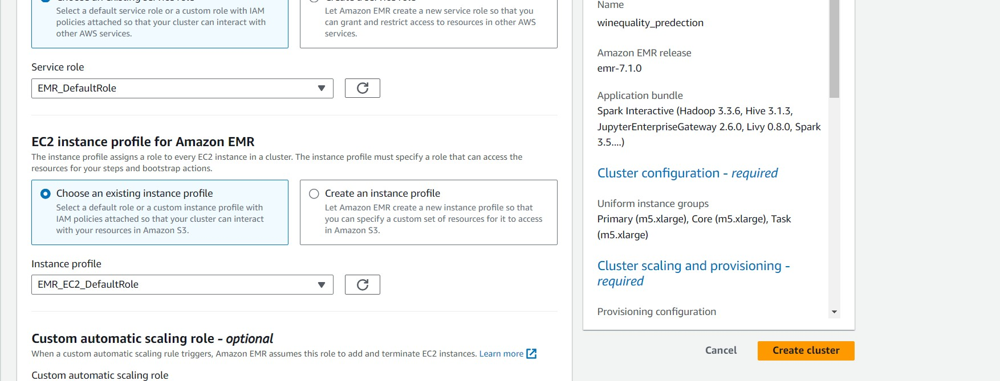 Choose an existing service role
Create a service role
Select a default service role or a custom role with IAM
policies attached so that your cluster can interact with
other AWS services.
Let Amazon EMR create a new service role so that you
can grant and restrict access to resources in other AWS
services.
Service role
EMR_DefaultRole
EC2 instance profile for Amazon EMR
The instance profile assigns a role to every EC2 instance in a cluster. The instance profile must specify a role that can access the
resources for your steps and bootstrap actions.
Choose an existing instance profile
Select a default role or a custom instance profile with
IAM policies attached so that your cluster can interact
with your resources in Amazon S3.
Create an instance profile
Let Amazon EMR create a new instance profile so that
you can specify a custom set of resources for it to access
in Amazon S3.
Instance profile
EMR_EC2_DefaultRole
Custom automatic scaling role - optional
When a custom automatic scaling rule triggers, Amazon EMR assumes this role to add and terminate EC2 instances. Learn more
Custom automatic scaling role
Name
winequality_predection
Amazon EMR release
emr-7.1.0
Application bundle
Spark Interactive (Hadoop 3.3.6, Hive 3.1.3,
JupyterEnterpriseGateway 2.6.0, Livy 0.8.0, Spark
3.5....)
Cluster configuration - required
Uniform instance groups
Primary (m5.xlarge), Core (m5.xlarge), Task
(m5.xlarge)
Cluster scaling and provisioning -
required
Provisioning configuration
Cancel
Create cluster